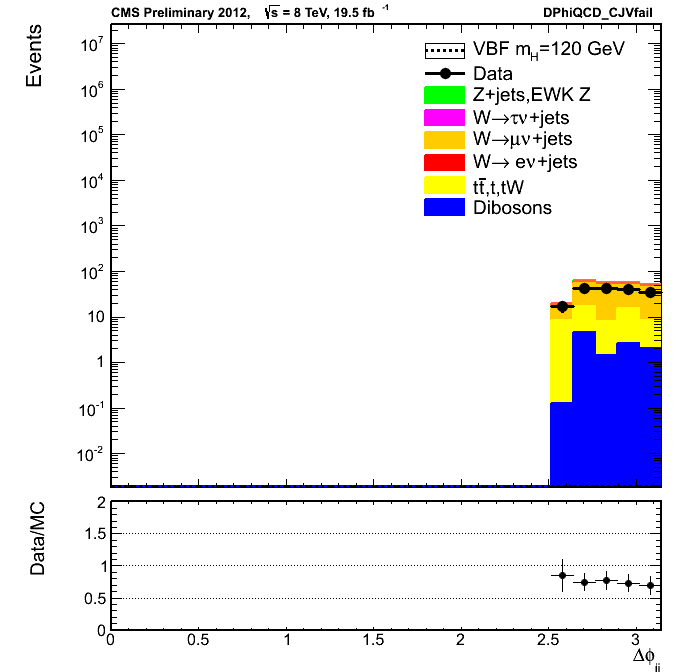 CMS Preliminary 2012, √s = 8 TeV, 19.5 fb⁻¹ DPhiQCD_CJVfail
Events
10⁷
10⁶
10⁵
10⁴
10³
10²
10
1
10⁻¹
10⁻²
VBF m_H=120 GeV
Data
Z+jets,EWK Z
W→τν+jets
W→μν+jets
W→ eν+jets
tt̄,t,tW
Dibosons
Data/MC
2
1.5
1
0.5
0
0 0.5 1 1.5 2 2.5 3
Δϕ_jj